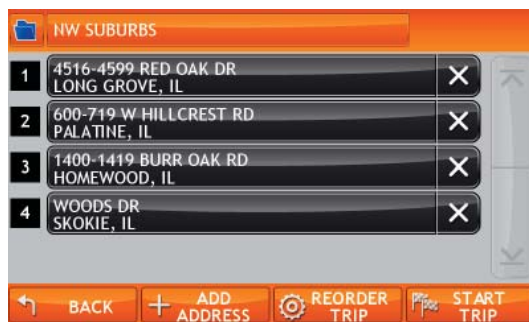 NW SUBURBS
1
4516-4599 RED OAK DR
LONG GROVE, IL
2
600-719 W HILLCREST RD
PALATINE, IL
3
1400-1419 BURR OAK RD
HOMEWOOD, IL
4
WOODS DR
SKOKIE, IL
BACK
ADD
ADDRESS
REORDER
TRIP
START
TRIP